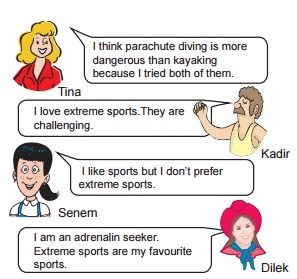 I think parachute diving is more
dangerous than kayaking
because I tried both of them.
Tina
I love extreme sports.They are
challenging.
Kadir
I like sports but I don't prefer
extreme sports.
Senem
I am an adrenalin seeker.
Extreme sports are my favourite
sports.
Dilek